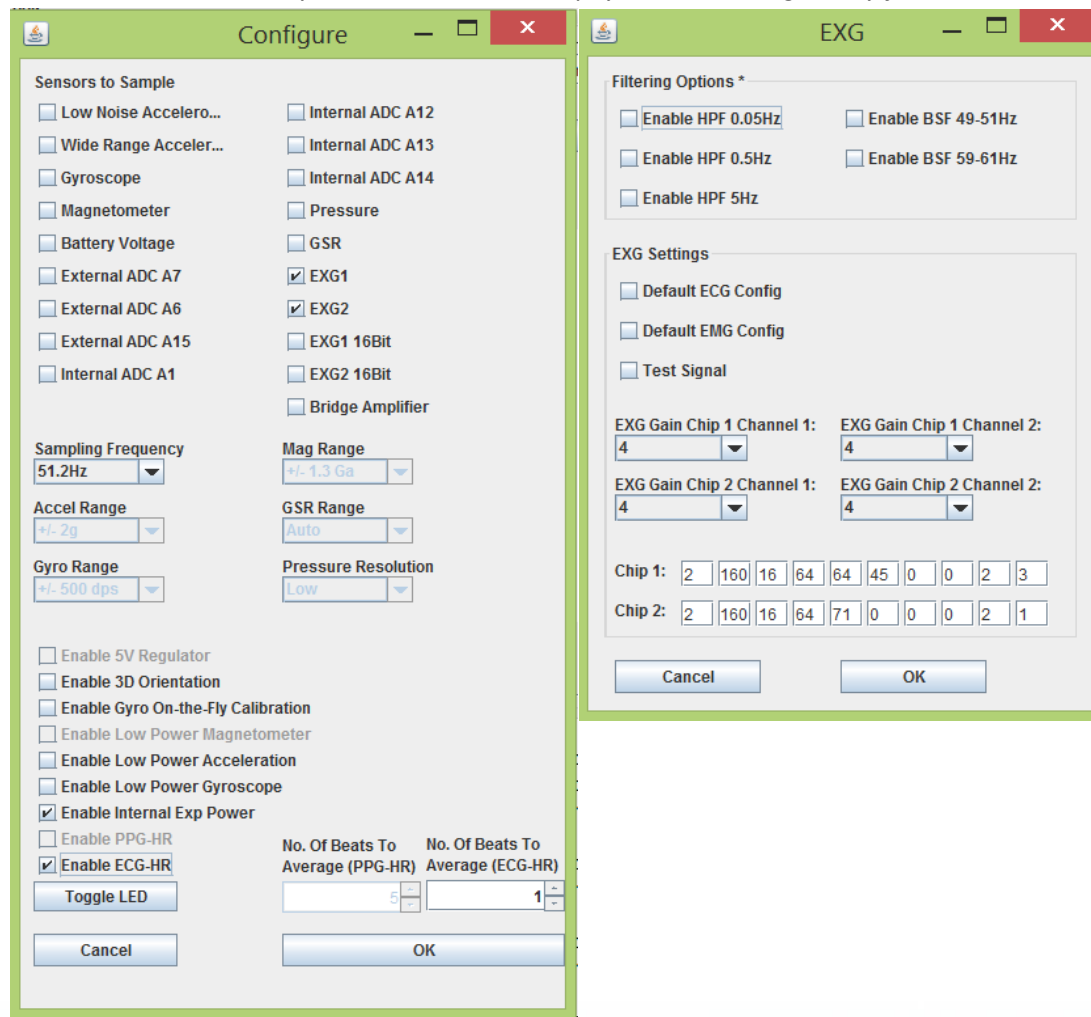 Configure
Sensors to Sample
Low Noise Accelero...
Internal ADC A12
Wide Range Acceler...
Internal ADC A13
Gyroscope
Internal ADC A14
Magnetometer
Pressure
Battery Voltage
GSR
External ADC A7
EXG1
External ADC A6
EXG2
External ADC A15
EXG1 16Bit
Internal ADC A1
EXG2 16Bit
Bridge Amplifier
Sampling Frequency
Mag Range
51.2Hz
+/- 1.3 Ga
Accel Range
GSR Range
+/- 2g
Auto
Gyro Range
Pressure Resolution
+/- 500 dps
Low
Enable 5V Regulator
Enable 3D Orientation
Enable Gyro On-the-Fly Calibration
Enable Low Power Magnetometer
Enable Low Power Acceleration
Enable Low Power Gyroscope
Enable Internal Exp Power
Enable PPG-HR
Enable ECG-HR
No. Of Beats To
Average (PPG-HR)
No. Of Beats To
Average (ECG-HR)
Toggle LED
5
1
Cancel
OK
EXG
Filtering Options *
Enable HPF 0.05Hz
Enable BSF 49-51Hz
Enable HPF 0.5Hz
Enable BSF 59-61Hz
Enable HPF 5Hz
EXG Settings
Default ECG Config
Default EMG Config
Test Signal
EXG Gain Chip 1 Channel 1:
EXG Gain Chip 1 Channel 2:
4
4
EXG Gain Chip 2 Channel 1:
EXG Gain Chip 2 Channel 2:
4
4
Chip 1: 2 160 16 64 64 45 0 0 2 3
Chip 2: 2 160 16 64 71 0 0 0 2 1
Cancel
OK